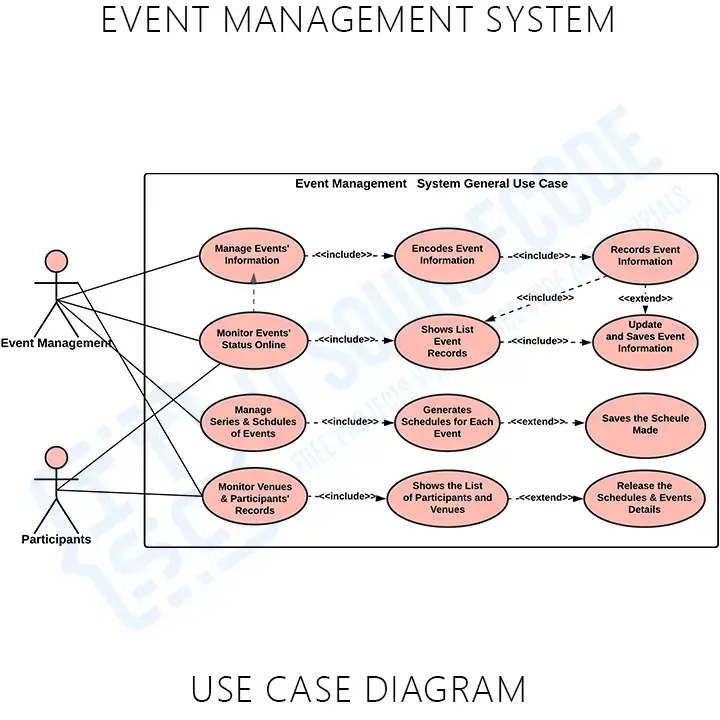 EVENT MANAGEMENT SYSTEM
Event Management System General Use Case
Manage Events'
Information
<<include>>
Encodes Event
Information
<<include>>
Records Event
Information
<<include>>
<<extend>>
Event Management
Monitor Events'
Status Online
<<include>>
Shows List
Event
Records
<<include>>
Update
and Saves Event
Information
Manage
Series & Schdules
of Events
<<include>>
Generates
Schedules for Each
Event
<<extend>>
Saves the Scheule
Made
Monitor Venues
& Participants'
Records
<<include>>
Shows the List
of Participants and
Venues
<<extend>>
Release the
Schedules & Events
Details
Participants
USE CASE DIAGRAM